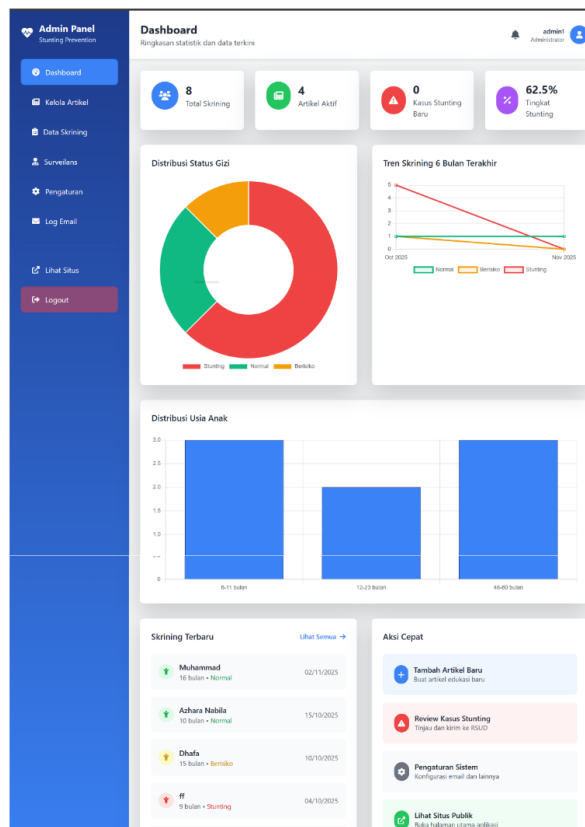 Admin Panel
Stunting Prevention
Dashboard
Kelola Artikel
Data Skrining
Surveilans
Pengaturan
Log Email
Lihat Situs
Logout
Dashboard
Ringkasan statistik dan data terkini
admin1
Administrator
8
Total Skrining
4
Artikel Aktif
0
Kasus Stunting
Baru
62.5%
Tingkat
Stunting
Distribusi Status Gizi
Stunting Normal Berisiko
Tren Skrining 6 Bulan Terakhir
5
4
3
2
1
0
Oct 2025 Nov 2025
Normal Berisiko Stunting
Distribusi Usia Anak
3.0
2.5
2.0
1.5
1.0
0
6-11 bulan 12-23 bulan 48-60 bulan
Skrining Terbaru
Lihat Semua →
Muhammad
16 bulan • Normal
02/11/2025
Azhara Nabila
10 bulan • Normal
15/10/2025
Dhafa
15 bulan • Berisiko
10/10/2025
ff
9 bulan • Stunting
04/10/2025
Aksi Cepat
Tambah Artikel Baru
Buat artikel edukasi baru
Review Kasus Stunting
Tinjau dan kirim ke RSUD
Pengaturan Sistem
Konfigurasi email dan lainnya
Lihat Situs Publik
Buka halaman utama aplikasi